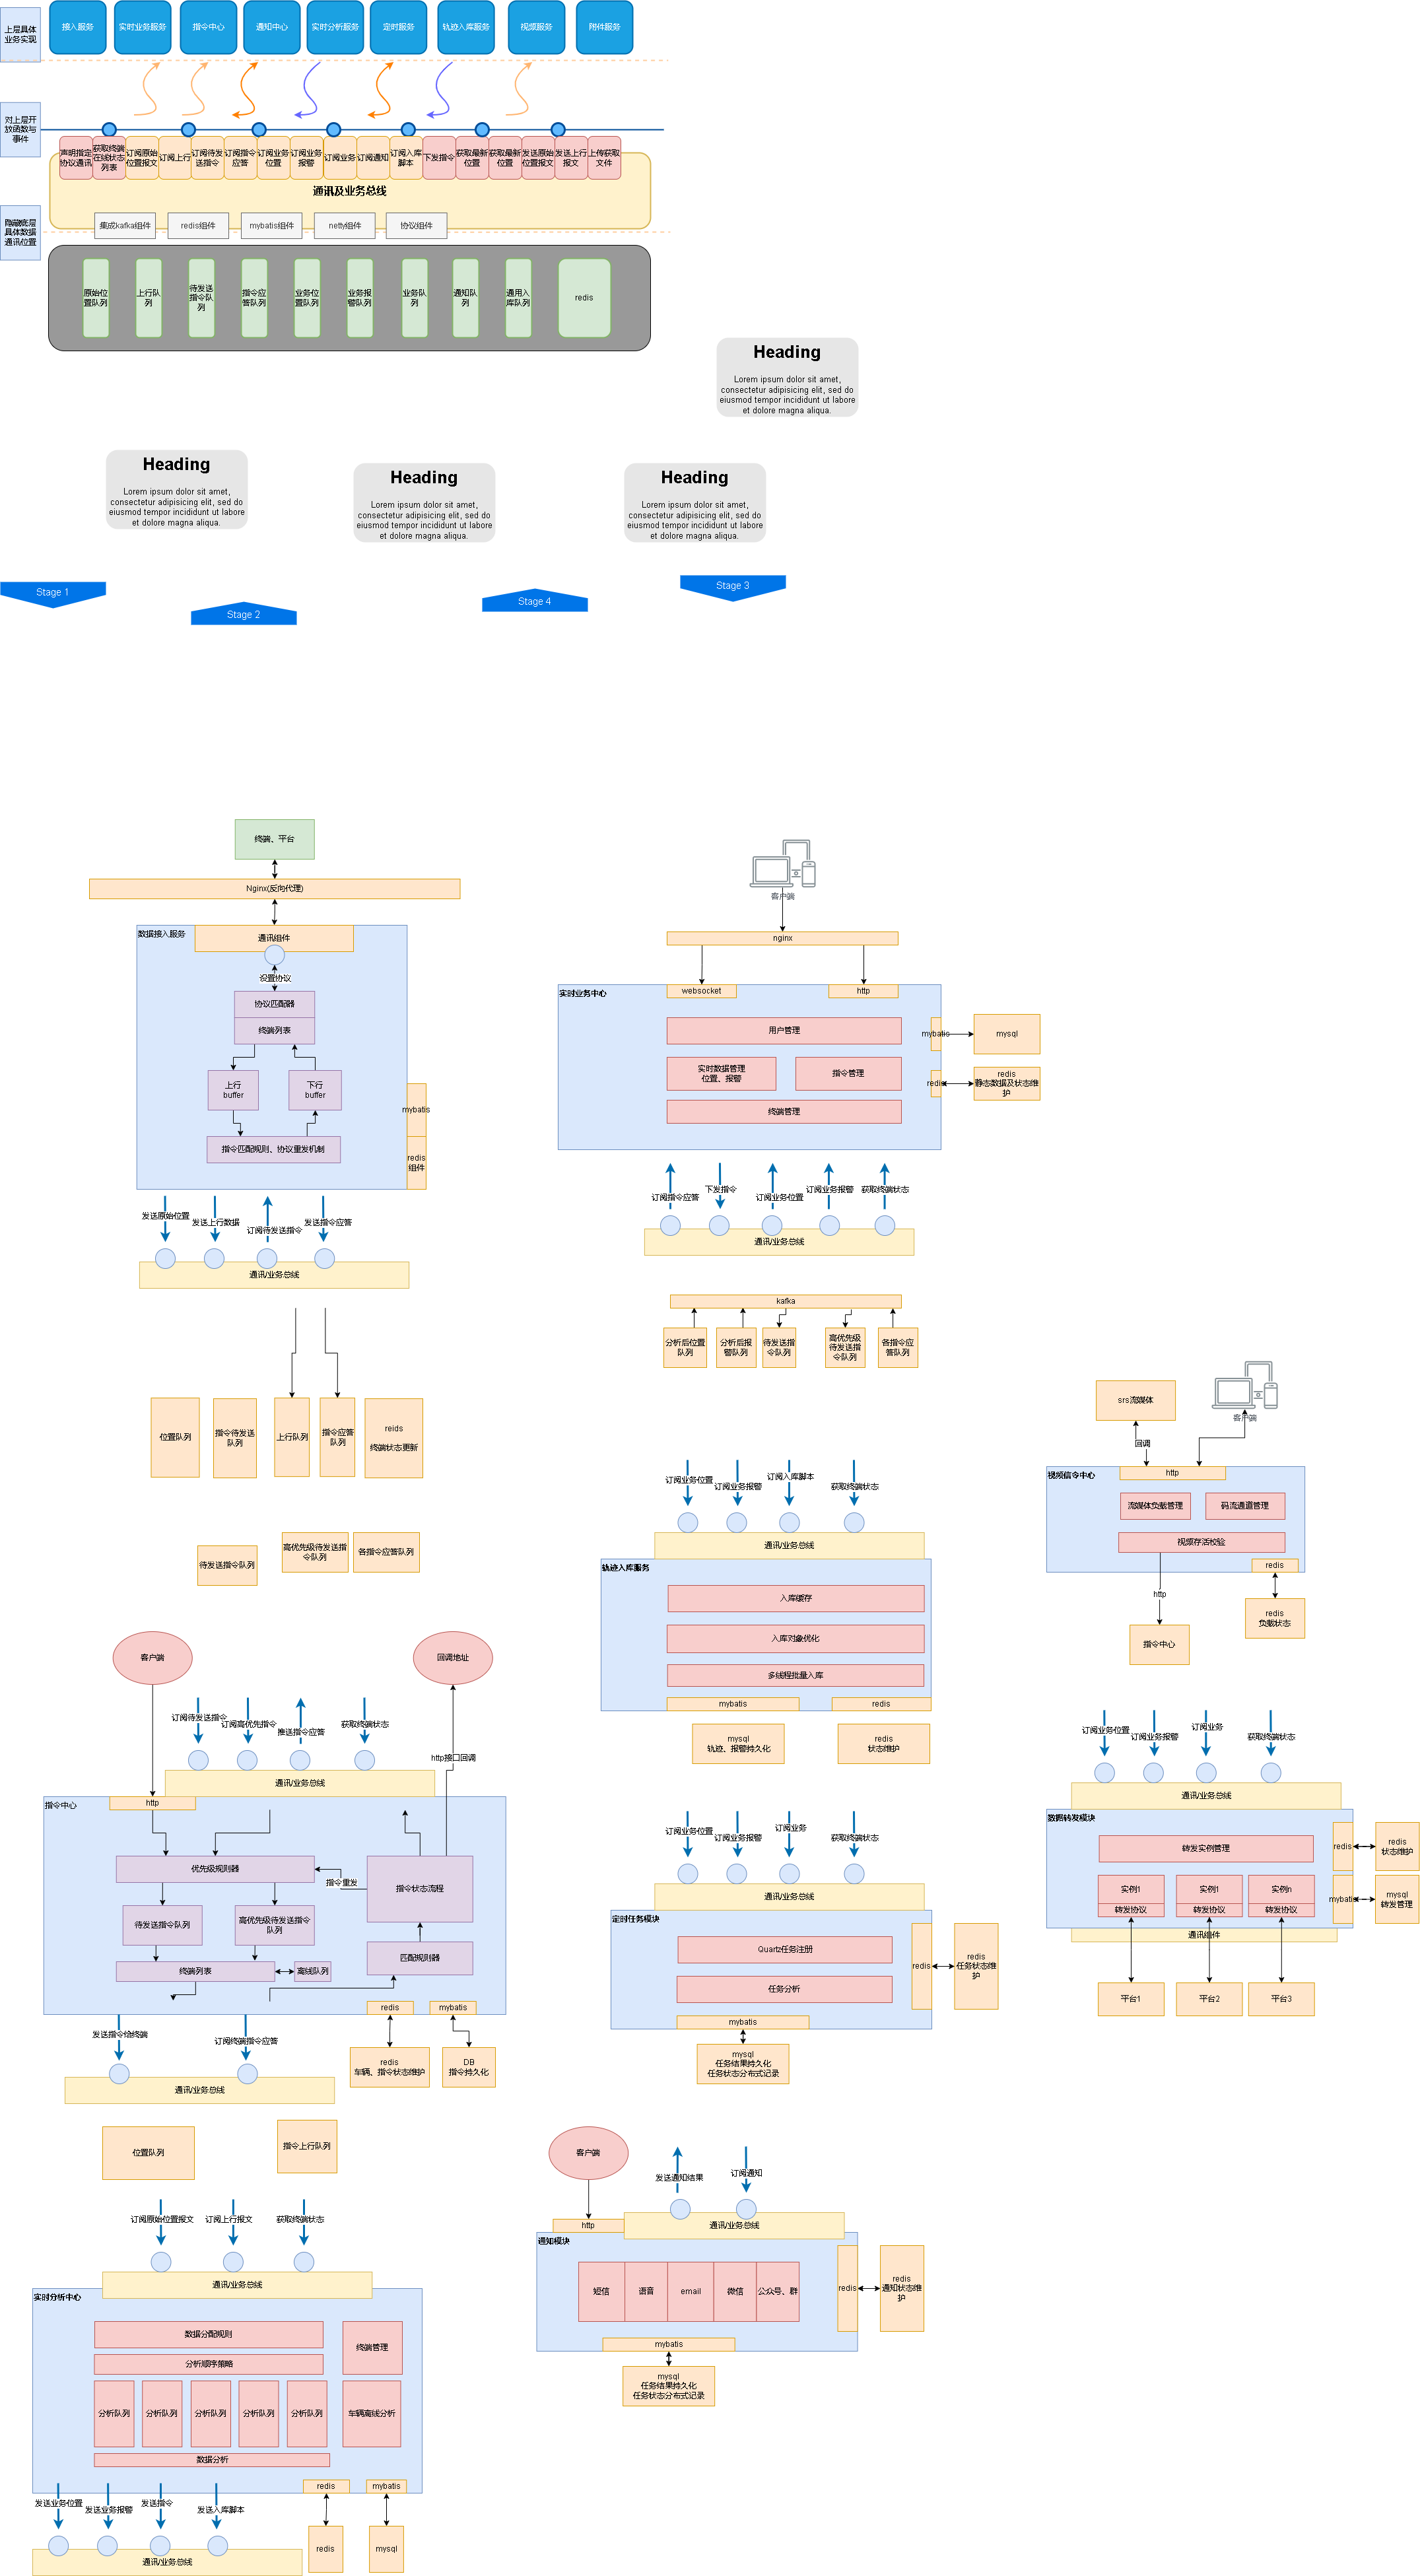 上层具体
业务实现
接入服务
实时业务服务
指令中心
通知中心
实时分析服务
定时服务
轨迹入库服务
视频服务
附件服务
对上层开
放函数与
事件
声明指定
协议通讯
获取终端
在线状态
列表
订阅原始
位置报文
订阅上行
订阅待发
送指令
订阅指令
应答
订阅业务
位置
订阅业务
报警
订阅业务
订阅通知
订阅入库
脚本
下发指令
获取最新
位置
获取最新
位置
发送原始
位置报文
发送上行
报文
上传获取
文件
通讯及业务总线
隐藏底层
具体数据
通讯位置
集成kafka组件
redis组件
mybatis组件
netty组件
协议组件
原始位
置队列
上行队
列
待发送
指令队
列
指令应
答队列
业务位
置队列
业务报
警队列
业务队
列
通知队
列
通用入
库队列
redis
Heading
Lorem ipsum dolor sit amet,
consectetur adipisicing elit, sed do
eiusmod tempor incididunt ut labore
et dolore magna aliqua.
Heading
Lorem ipsum dolor sit amet,
consectetur adipisicing elit, sed do
eiusmod tempor incididunt ut labore
et dolore magna aliqua.
Heading
Lorem ipsum dolor sit amet,
consectetur adipisicing elit, sed do
eiusmod tempor incididunt ut labore
et dolore magna aliqua.
Heading
Lorem ipsum dolor sit amet,
consectetur adipisicing elit, sed do
eiusmod tempor incididunt ut labore
et dolore magna aliqua.
Stage 1
Stage 2
Stage 4
Stage 3
终端、平台
Nginx(反向代理)
数据接入服务
通讯组件
设置协议
协议匹配器
终端列表
上行
buffer
下行
buffer
指令匹配规则、协议重发机制
mybatis
redis
组件
发送原始位置
发送上行数据
订阅待发送指令
发送指令应答
通讯/业务总线
位置队列
指令待发送
队列
上行队列
指令应答
队列
reids
终端状态更新
待发送指令队列
高优先级待发送指
令队列
各指令应答队列
客户端
nginx
实时业务中心
websocket
http
用户管理
实时数据管理
位置、报警
指令管理
终端管理
mybatis
mysql
redis
redis
静态数据及状态维
护
订阅指令应答
下发指令
订阅业务位置
订阅业务报警
获取终端状态
通讯/业务总线
kafka
分析后位置
队列
分析后报
警队列
待发送指
令队列
高优先级
待发送指
令队列
各指令应
答队列
订阅业务位置
订阅业务报警
订阅入库脚本
获取终端状态
通讯/业务总线
轨迹入库服务
入库缓存
入库对象优化
多线程批量入库
mybatis
redis
mysql
轨迹、报警持久化
redis
状态维护
srs流媒体
客户端
回调
视频信令中心
http
流媒体负载管理
码流通道管理
视频存活校验
redis
http
指令中心
redis
负载状态
客户端
回调地址
订阅待发送指令
订阅高优先指令
推送指令应答
获取终端状态
http接口回调
通讯/业务总线
指令中心
http
优先级规则器
指令重发
指令状态流程
待发送指令队列
高优先级待发送指令
队列
匹配规则器
终端列表
离线队列
redis
mybatis
发送指令给终端
订阅终端指令应答
redis
车辆、指令状态维护
DB
指令持久化
通讯/业务总线
位置队列
指令上行队列
订阅业务位置
订阅业务报警
订阅业务
获取终端状态
通讯/业务总线
定时任务模块
Quartz任务注册
任务分析
redis
redis
任务状态维
护
mybatis
mysql
任务结果持久化
任务状态分布式记录
订阅业务位置
订阅业务报警
订阅业务
获取终端状态
通讯/业务总线
数据转发模块
转发实例管理
实例1
转发协议
实例1
转发协议
实例n
转发协议
redis
redis
状态维护
mybatis
mysql
转发管理
通讯组件
平台1
平台2
平台3
客户端
发送通知结果
订阅通知
http
通讯/业务总线
通知模块
短信
语音
email
微信
公众号、群
redis
redis
通知状态维
护
mybatis
mysql
任务结果持久化
任务状态分布式记录
订阅原始位置报文
订阅上行报文
获取终端状态
通讯/业务总线
实时分析中心
数据分配规则
分析顺序策略
终端管理
分析队列
分析队列
分析队列
分析队列
分析队列
车辆离线分析
数据分析
redis
mybatis
发送业务位置
发送业务报警
发送指令
发送入库脚本
redis
mysql
通讯/业务总线